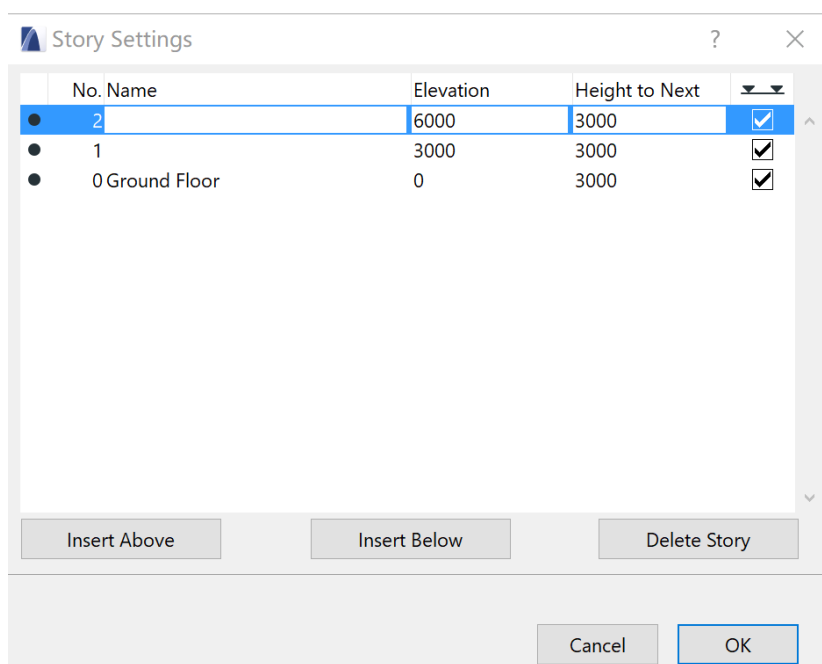 Story Settings ?
No. Name Elevation Height to Next
2 6000 3000
1 3000 3000
0 Ground Floor 0 3000
Insert Above Insert Below Delete Story
Cancel OK